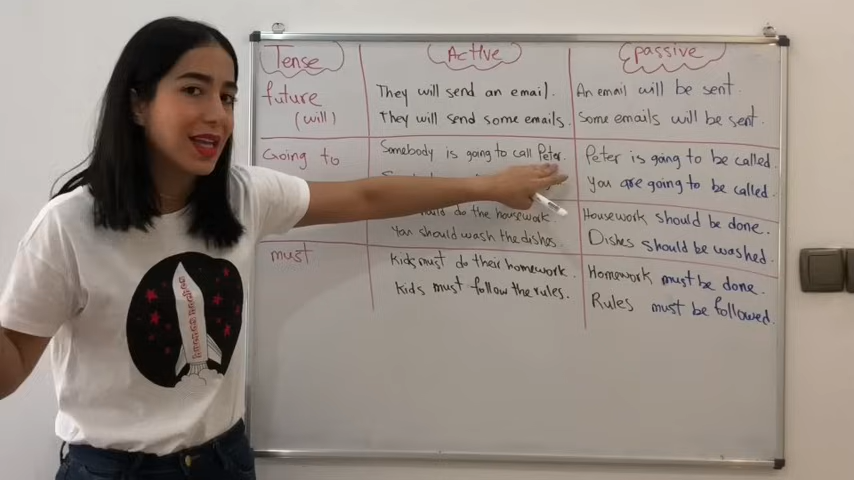 Tense Active Passive
future They will send an email. An email will be sent.
(will) They will send some emails. Some emails will be sent.
Going to Somebody is going to call Peter. Peter is going to be called.
You are going to be called.
should do the housework. Housework should be done.
You should wash the dishes. Dishes should be washed.
must Kids must do their homework. Homework must be done.
Kids must follow the rules. Rules must be followed.